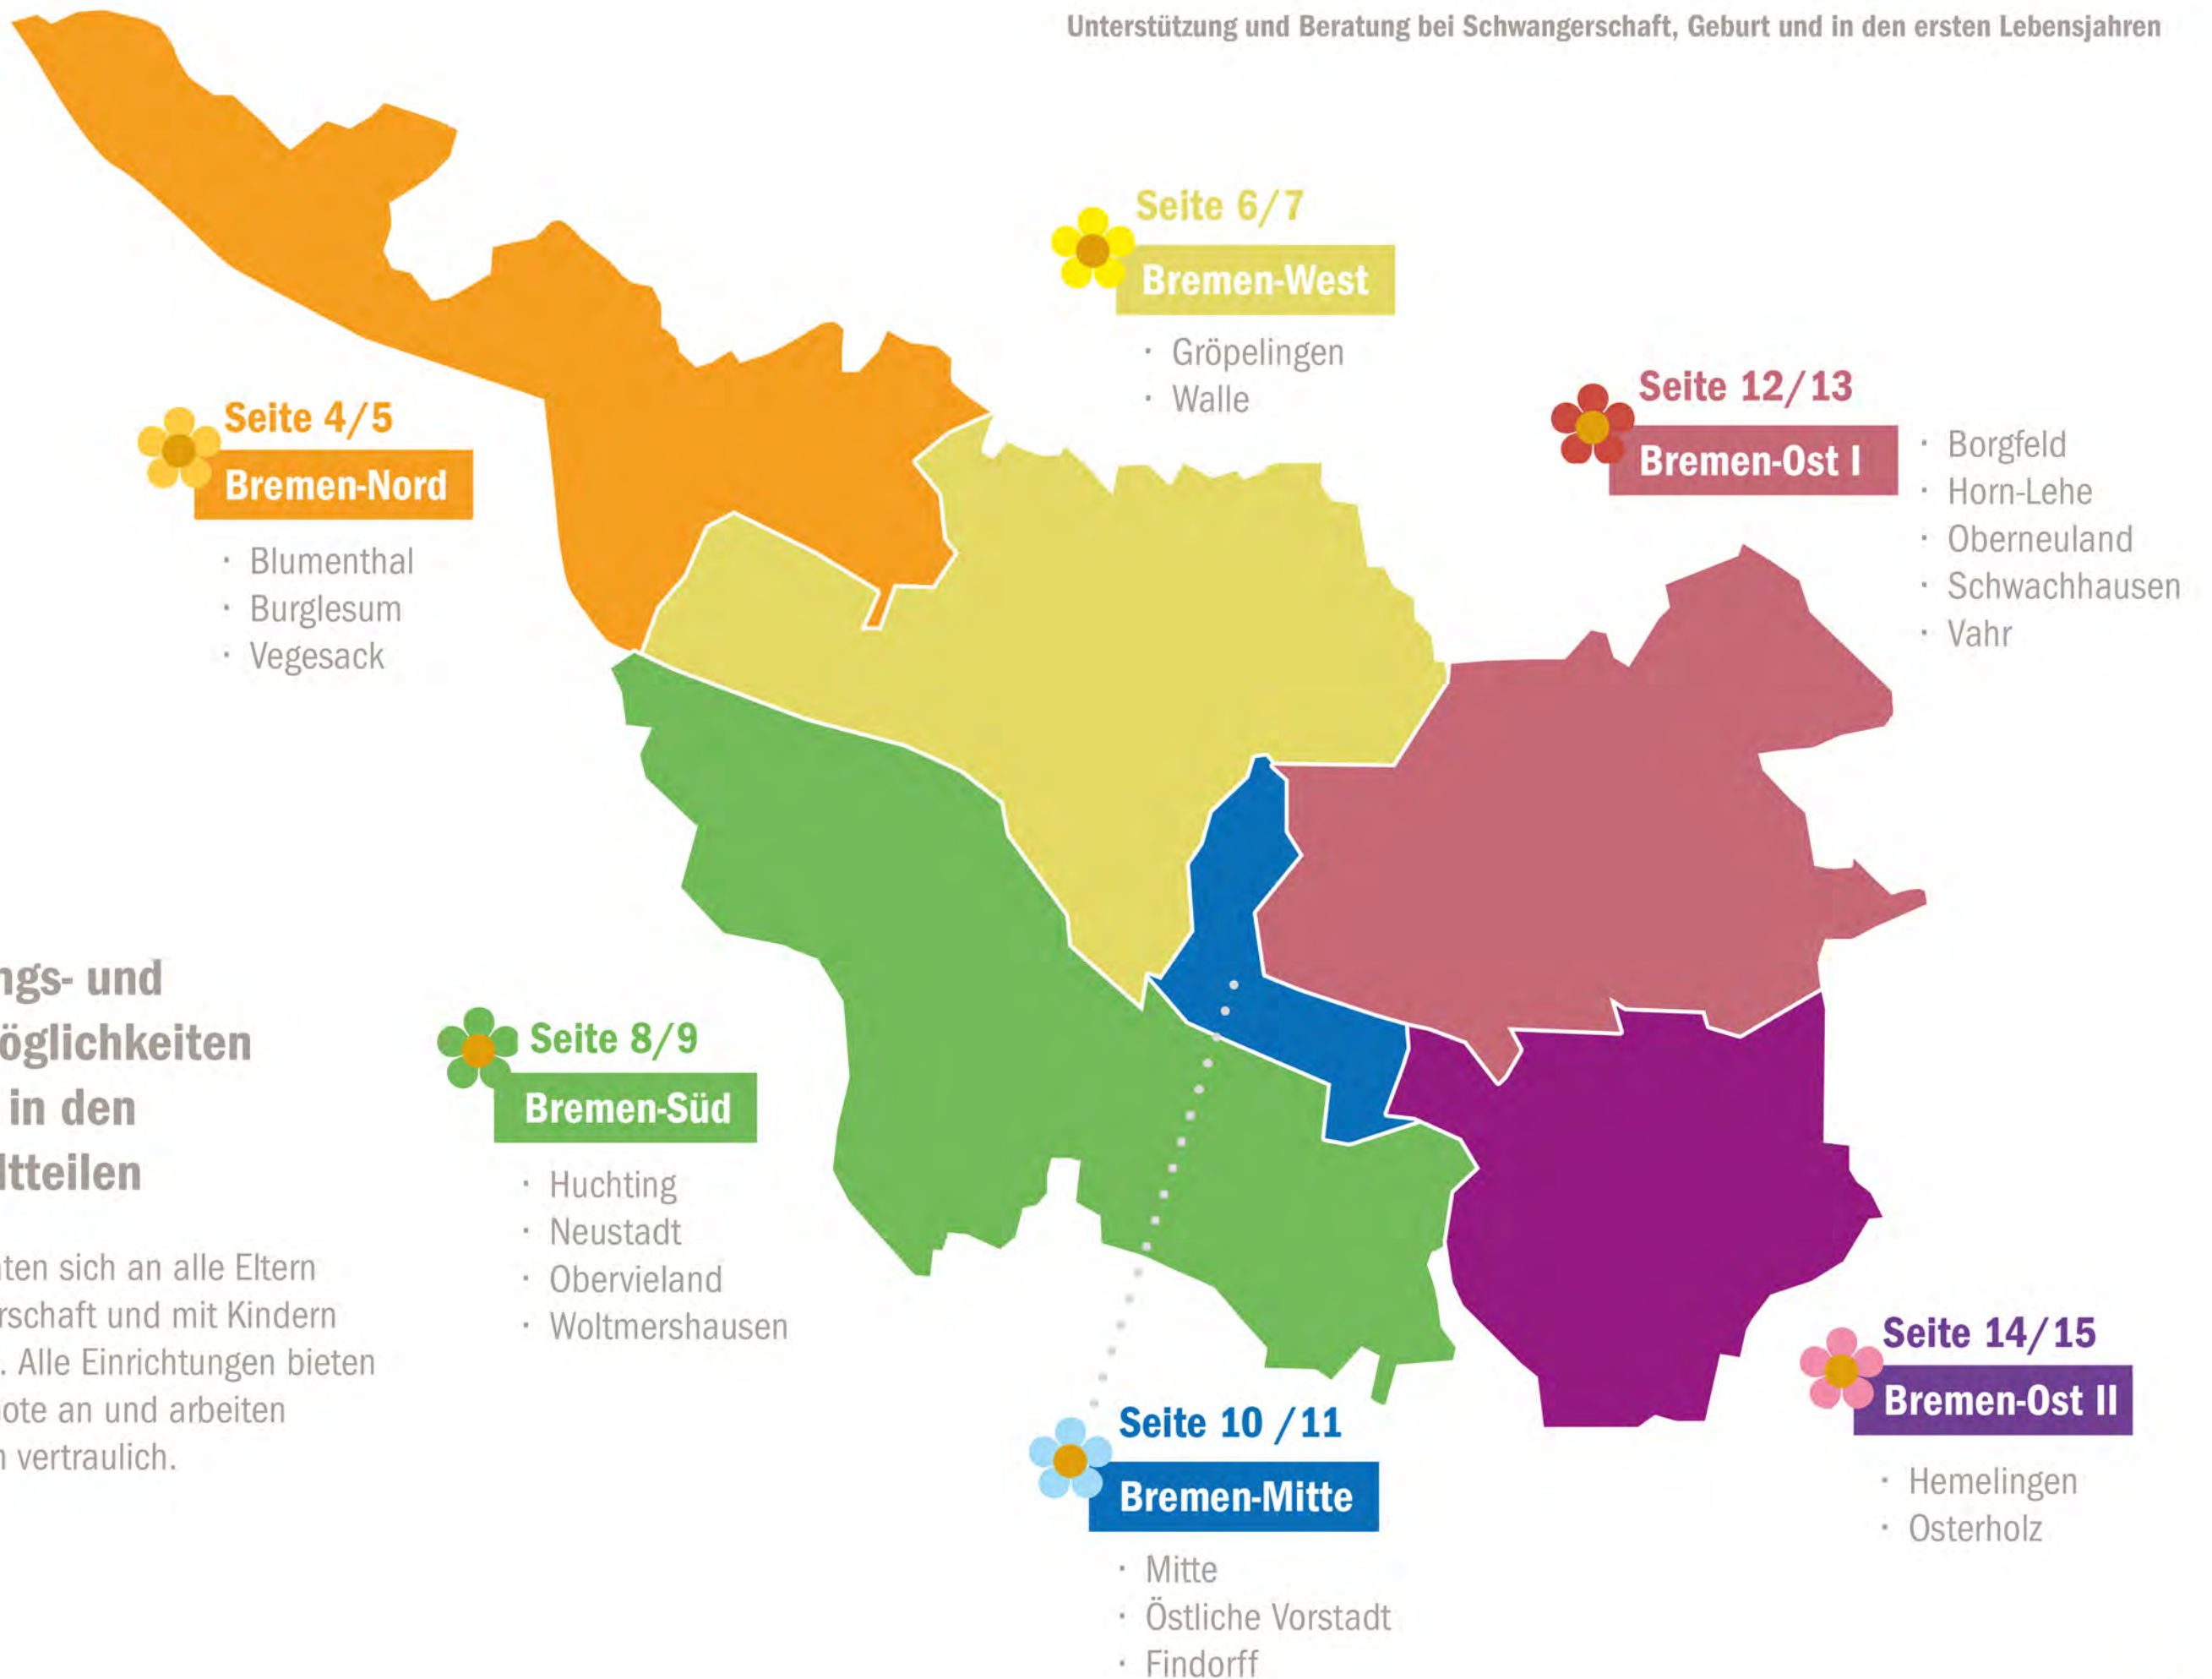 Unterstützung und Beratung bei Schwangerschaft, Geburt und in den ersten Lebensjahren
Seite 6/7
Bremen-West
· Gröpelingen
· Walle
Seite 12/13
Bremen-Ost I
· Borgfeld
· Horn-Lehe
· Oberneuland
· Schwachhausen
· Vahr
Seite 4/5
Bremen-Nord
· Blumenthal
· Burglesum
· Vegesack
ngs- und
öglichkeiten
in den
ltteilen
ten sich an alle Eltern
rschaft und mit Kindern
. Alle Einrichtungen bieten
ote an und arbeiten
vertraulich.
Seite 8/9
Bremen-Süd
· Huchting
· Neustadt
· Obervieland
· Woltmershausen
Seite 10 /11
Bremen-Mitte
· Mitte
· Östliche Vorstadt
· Findorff
Seite 14/15
Bremen-Ost II
· Hemelingen
· Osterholz